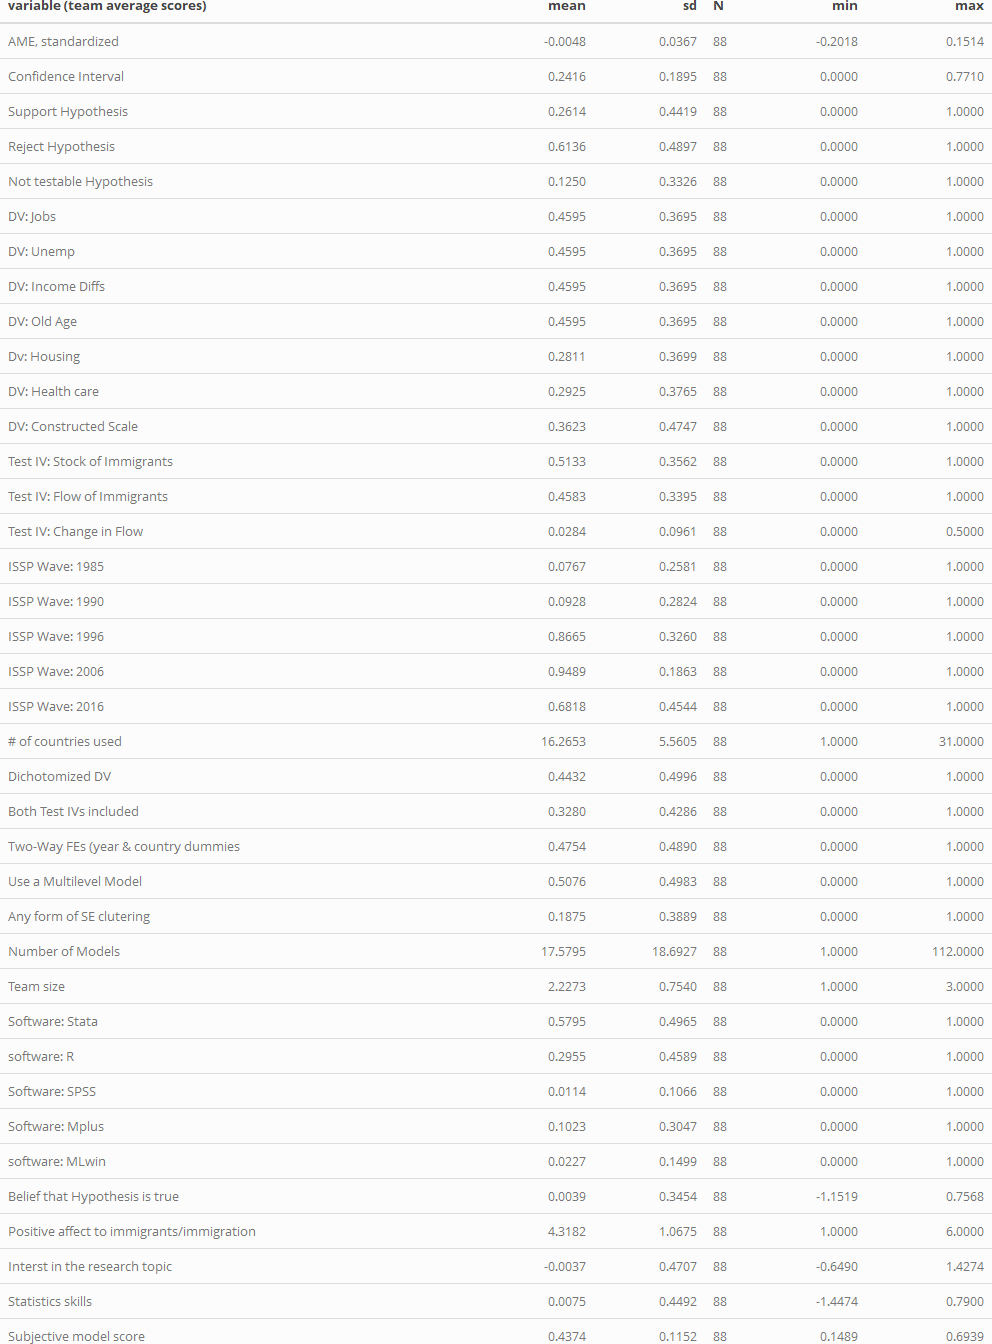 variable (team average scores) mean sd N min max
AME, standardized -0.0048 0.0367 88 -0.2018 0.1514
Confidence Interval 0.2416 0.1895 88 0.0000 0.7710
Support Hypothesis 0.2614 0.4419 88 0.0000 1.0000
Reject Hypothesis 0.6136 0.4897 88 0.0000 1.0000
Not testable Hypothesis 0.1250 0.3326 88 0.0000 1.0000
DV: Jobs 0.4595 0.3695 88 0.0000 1.0000
DV: Unemp 0.4595 0.3695 88 0.0000 1.0000
DV: Income Diffs 0.4595 0.3695 88 0.0000 1.0000
DV: Old Age 0.4595 0.3695 88 0.0000 1.0000
Dv: Housing 0.2811 0.3699 88 0.0000 1.0000
DV: Health care 0.2925 0.3765 88 0.0000 1.0000
DV: Constructed Scale 0.3623 0.4747 88 0.0000 1.0000
Test IV: Stock of Immigrants 0.5133 0.3562 88 0.0000 1.0000
Test IV: Flow of Immigrants 0.4583 0.3395 88 0.0000 1.0000
Test IV: Change in Flow 0.0284 0.0961 88 0.0000 0.5000
ISSP Wave: 1985 0.0767 0.2581 88 0.0000 1.0000
ISSP Wave: 1990 0.0928 0.2824 88 0.0000 1.0000
ISSP Wave: 1996 0.8665 0.3260 88 0.0000 1.0000
ISSP Wave: 2006 0.9489 0.1863 88 0.0000 1.0000
ISSP Wave: 2016 0.6818 0.4544 88 0.0000 1.0000
# of countries used 16.2653 5.5605 88 1.0000 31.0000
Dichotomized DV 0.4432 0.4996 88 0.0000 1.0000
Both Test IVs included 0.3280 0.4286 88 0.0000 1.0000
Two-Way FEs (year & country dummies 0.4754 0.4890 88 0.0000 1.0000
Use a Multilevel Model 0.5076 0.4983 88 0.0000 1.0000
Any form of SE clutering 0.1875 0.3889 88 0.0000 1.0000
Number of Models 17.5795 18.6927 88 1.0000 112.0000
Team size 2.2273 0.7540 88 1.0000 3.0000
Software: Stata 0.5795 0.4965 88 0.0000 1.0000
software: R 0.2955 0.4589 88 0.0000 1.0000
Software: SPSS 0.0114 0.1066 88 0.0000 1.0000
Software: Mplus 0.1023 0.3047 88 0.0000 1.0000
software: MLwin 0.0227 0.1499 88 0.0000 1.0000
Belief that Hypothesis is true 0.0039 0.3454 88 -1.1519 0.7568
Positive affect to immigrants/immigration 4.3182 1.0675 88 1.0000 6.0000
Interst in the research topic -0.0037 0.4707 88 -0.6490 1.4274
Statistics skills 0.0075 0.4492 88 -1.4474 0.7900
Subjective model score 0.4374 0.1152 88 0.1489 0.6939